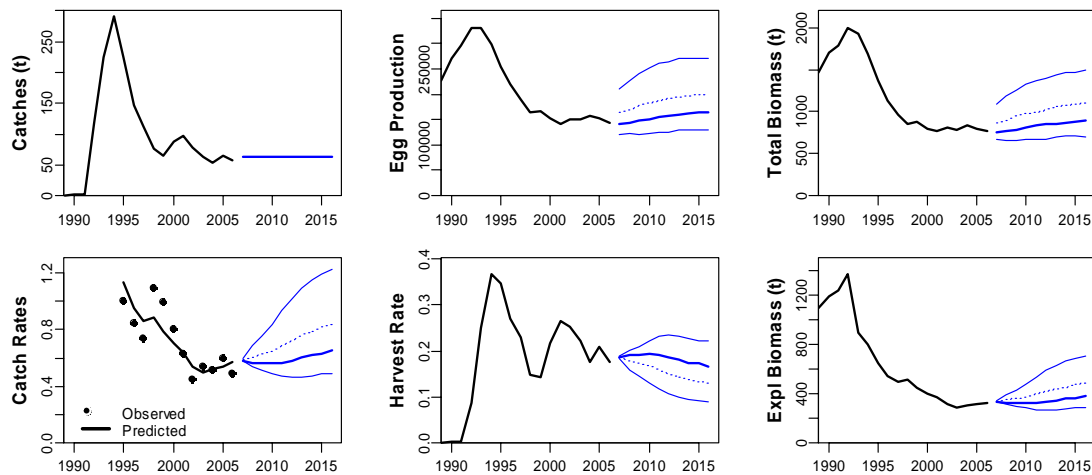 Catches (t)
0
50
150
250
1990 1995 2000 2005 2010 2015
Egg Production
0
100000
250000
1990 1995 2000 2005 2010 2015
Total Biomass (t)
0
500
1000
2000
1990 1995 2000 2005 2010 2015
Catch Rates
0.0
0.4
0.8
1.2
Observed
Predicted
1990 1995 2000 2005 2010 2015
Harvest Rate
0.0
0.1
0.2
0.3
0.4
1990 1995 2000 2005 2010 2015
Expl Biomass (t)
0
400
800
1200
1990 1995 2000 2005 2010 2015